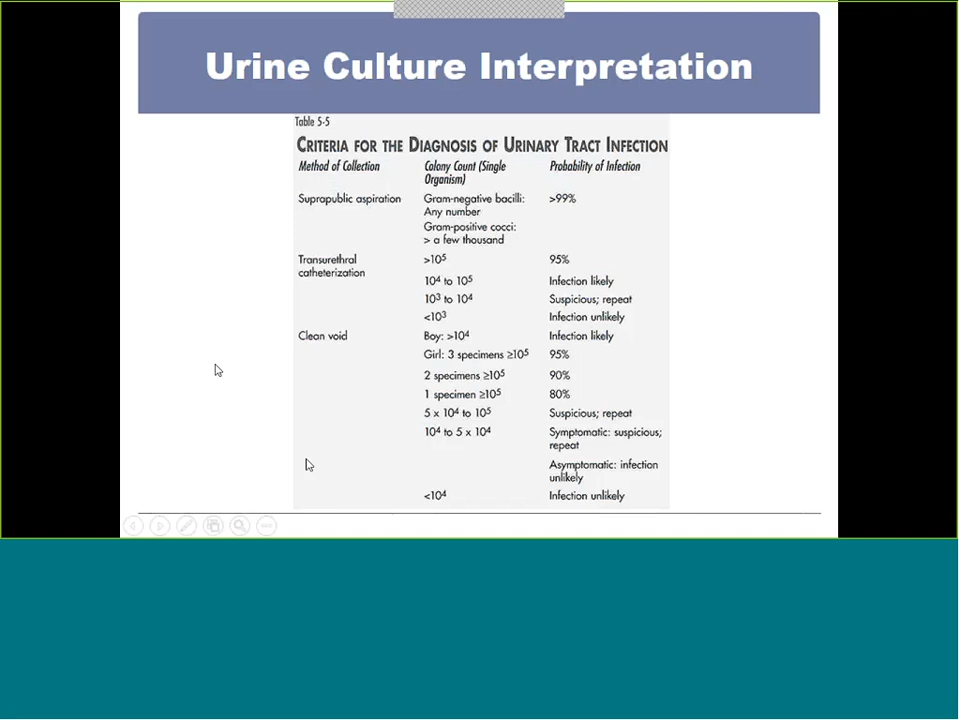 Urine Culture Interpretation
Table 5-5
CRITERIA FOR THE DIAGNOSIS OF URINARY TRACT INFECTION
Method of Collection Colony Count (Single Organism) Probability of Infection
Suprapublic aspiration Gram-negative bacilli: Any number >99%
Gram-positive cocci: > a few thousand
Transurethral catheterization >10⁵ 95%
10⁴ to 10⁵ Infection likely
10³ to 10⁴ Suspicious; repeat
<10³ Infection unlikely
Clean void Boy: >10⁴ Infection likely
Girl: 3 specimens ≥10⁵ 95%
2 specimens ≥10⁵ 90%
1 specimen ≥10⁵ 80%
5 x 10⁴ to 10⁵ Suspicious; repeat
10⁴ to 5 x 10⁴ Symptomatic: suspicious; repeat
Asymptomatic: infection unlikely
<10⁴ Infection unlikely